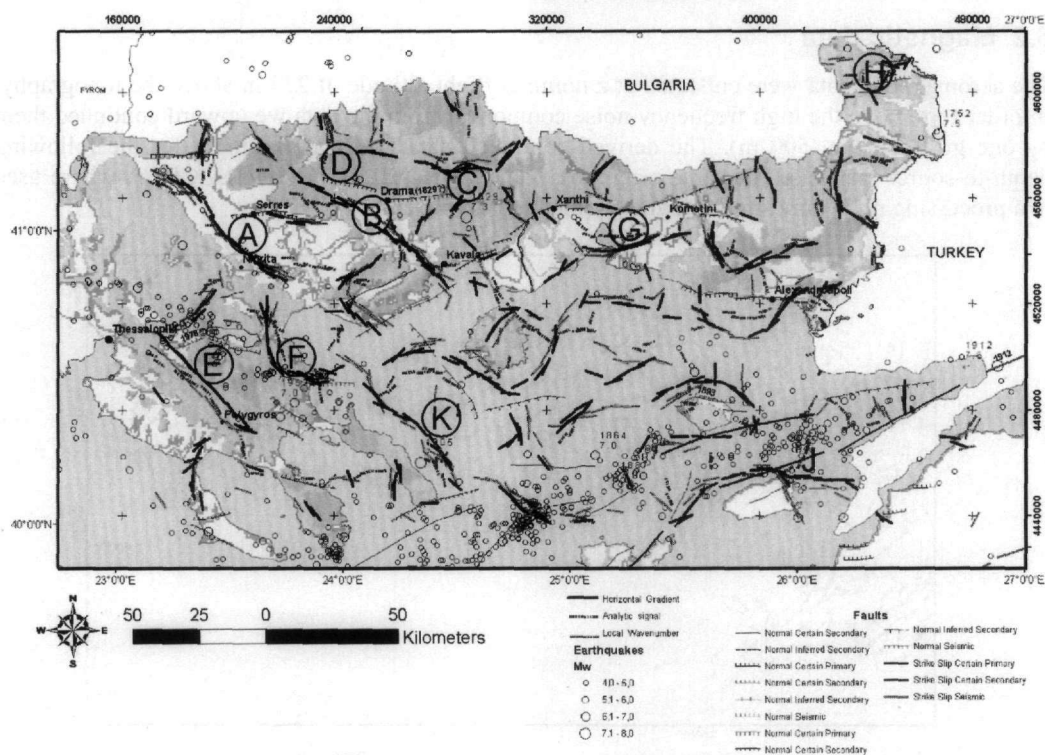 160000 240000 320000 400000 480000 27°0'0"E
FYROM
BULGARIA
H
4600000
1752
7.5
D
C
Drama(1829?)
B
Serres
Xanthi
Komotini
G
4560000
41°0'0"N
A
Nigrita
Kavala
TURKEY
Alexandroupoli
4520000
Thessaloniki
E
F
1912
1912
I
Polygyros
K
4480000
1864
7.0
J
40°0'0"N
4440000
23°0'0"E 24°0'0"E 25°0'0"E 26°0'0"E 27°0'0"E
N
W E
S
50 25 0 50
Kilometers
Horizontal Gradient
Analytic signal
Local Wavenumber
Earthquakes
Mw
4,0 - 5,0
5,1 - 6,0
6,1 - 7,0
7,1 - 8,0
Faults
Normal Certain Secondary
Normal Inferred Secondary
Normal Certain Primary
Normal Certain Secondary
Normal Inferred Secondary
Normal Seismic
Normal Certain Primary
Normal Certain Secondary
Normal Inferred Secondary
Normal Seismic
Strike Slip Certain Primary
Strike Slip Certain Secondary
Strike Slip Seismic